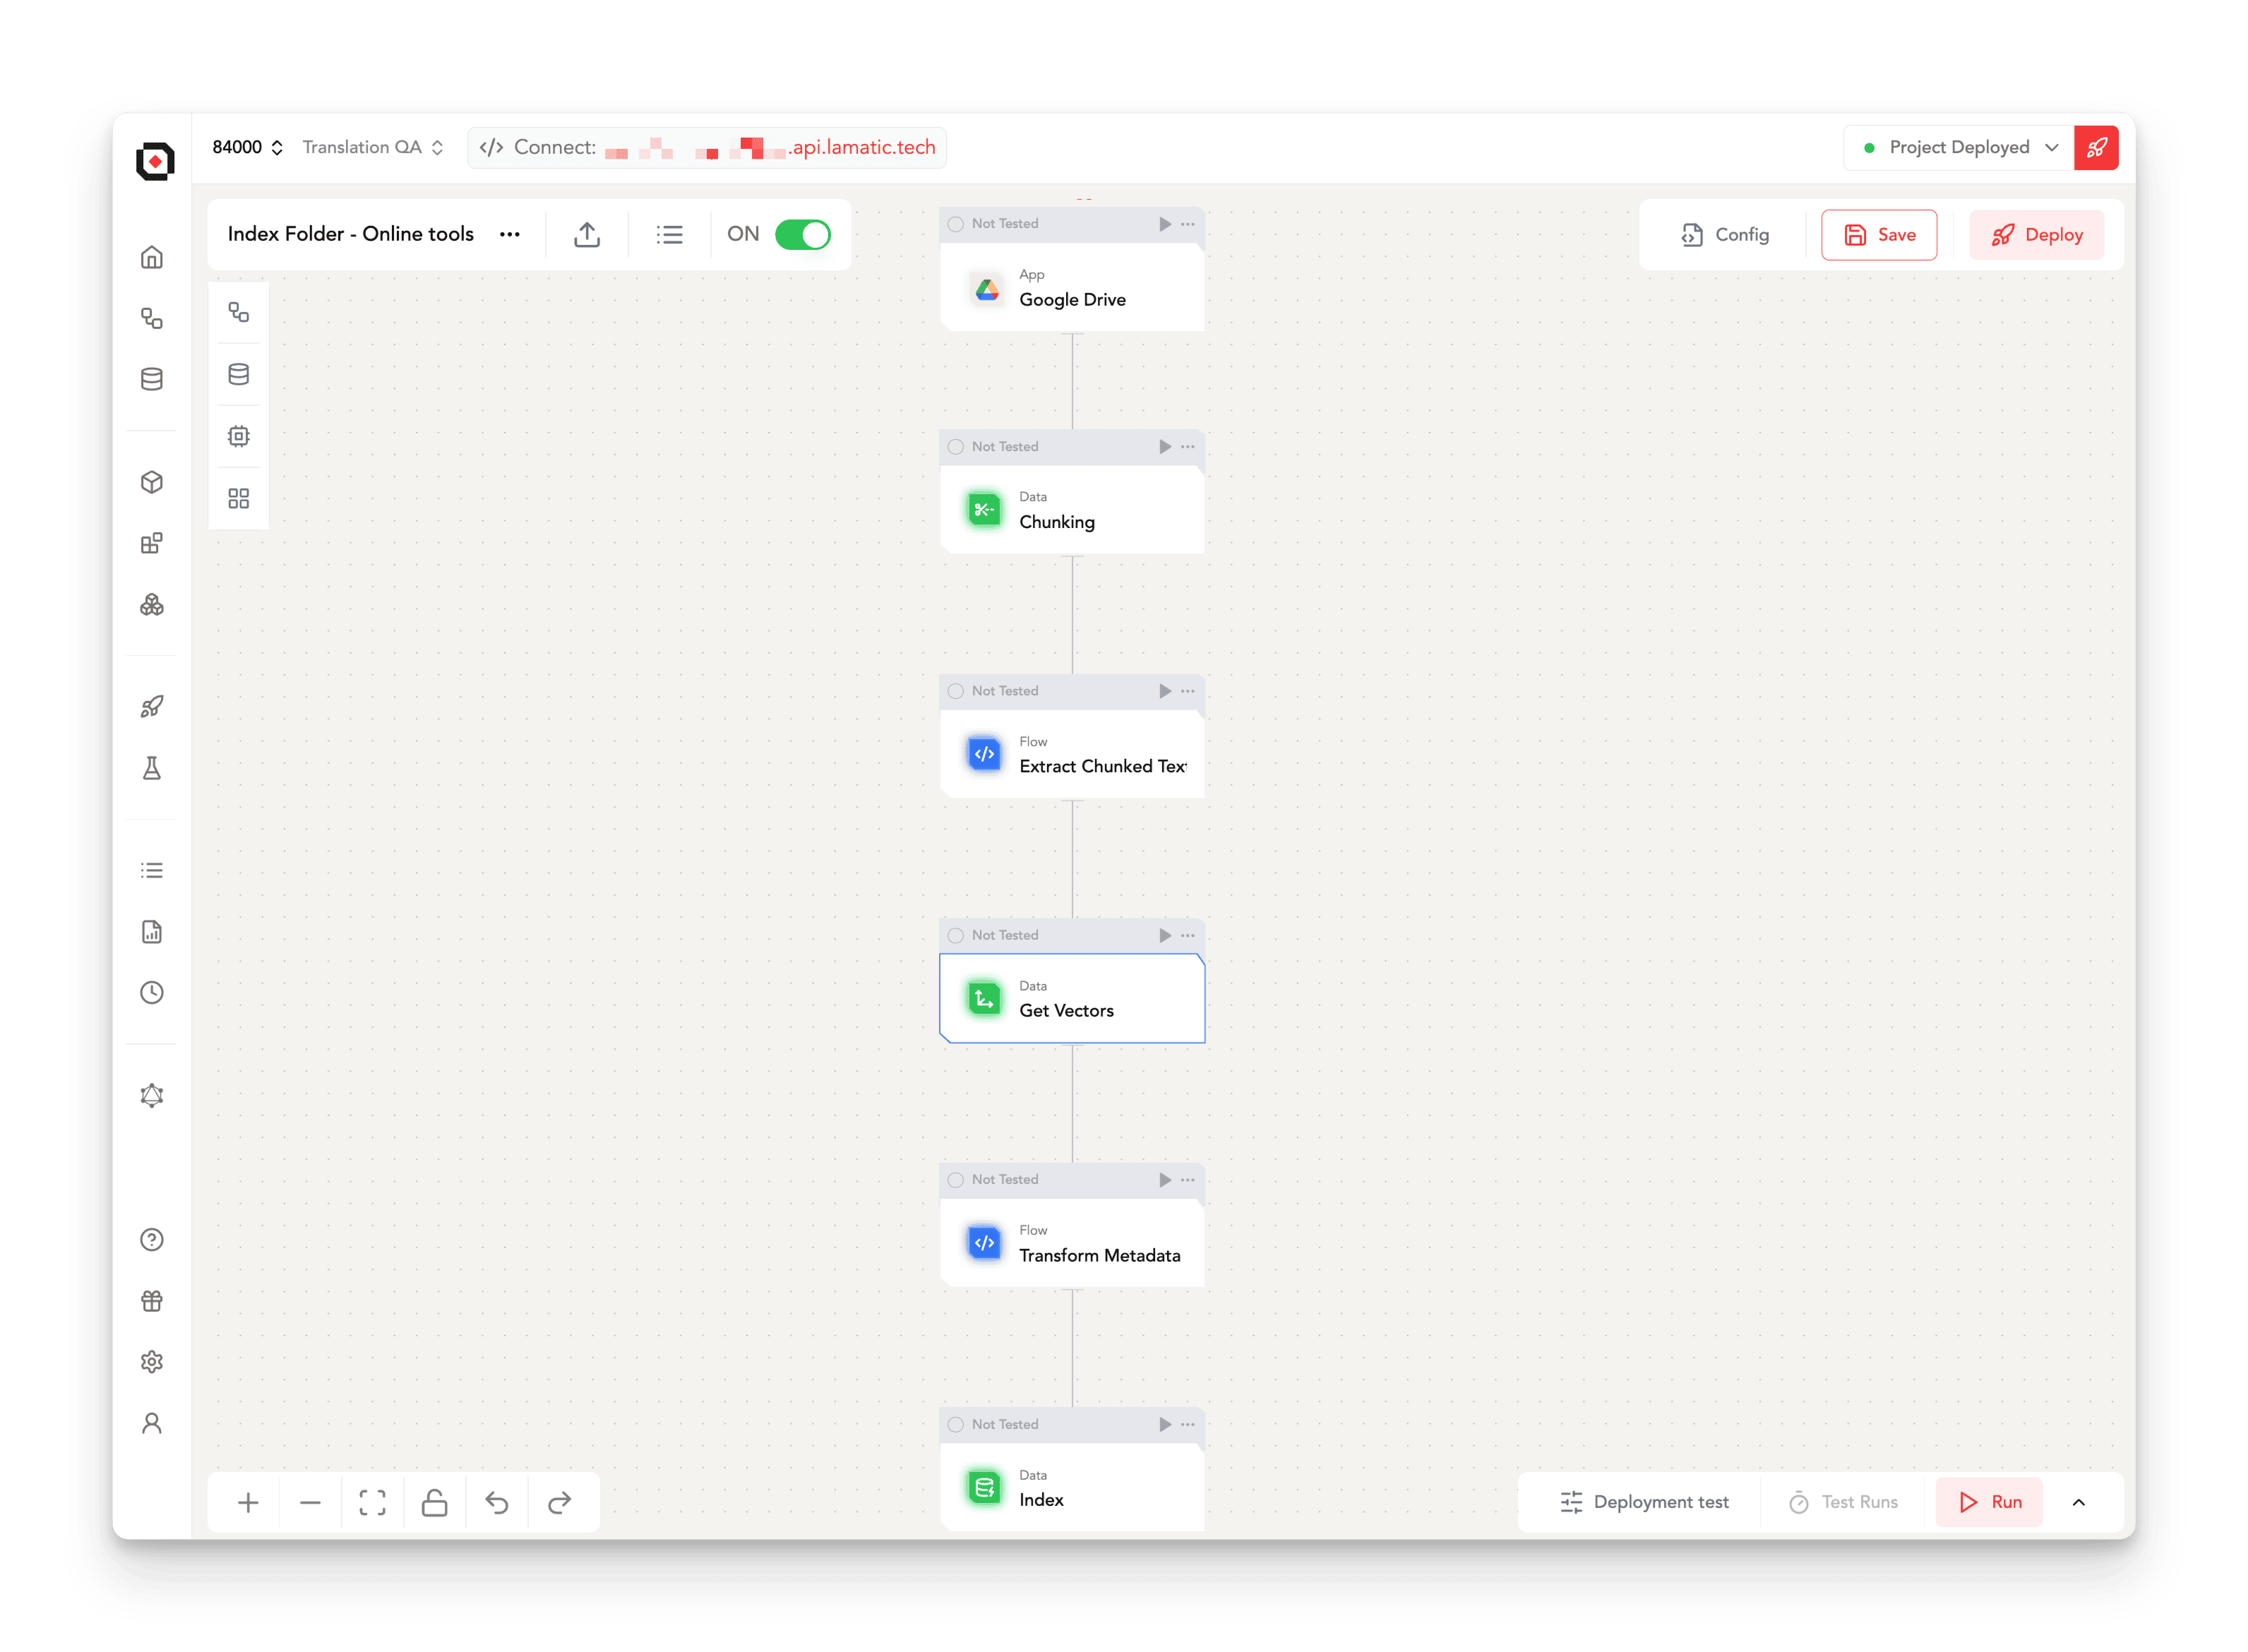 84000 Translation QA </> Connect: .api.lamatic.tech Project Deployed
Index Folder - Online tools ON Config Save Deploy
Not Tested
App
Google Drive
Not Tested
Data
Chunking
Not Tested
Flow
Extract Chunked Text
Not Tested
Data
Get Vectors
Not Tested
Flow
Transform Metadata
Not Tested
Data
Index
Deployment test Test Runs Run